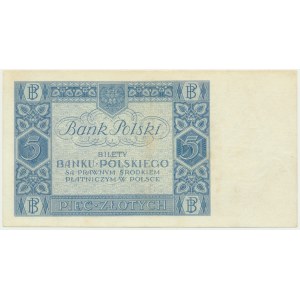 Bank Polski
BILETY
BANKU POLSKIEGO
SĄ PRAWNYM ŚRODKIEM
PŁATNICZYM W POLSCE
5 5
PIĘĆ ZŁOTYCH